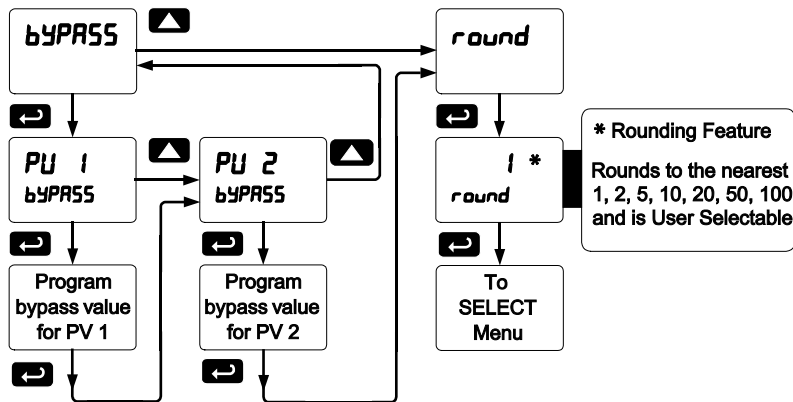 bYPASS
round
PU 1
bYPASS
PU 2
bYPASS
1 *
round
* Rounding Feature
Rounds to the nearest
1, 2, 5, 10, 20, 50, 100
and is User Selectable
Program
bypass value
for PV 1
Program
bypass value
for PV 2
To
SELECT
Menu